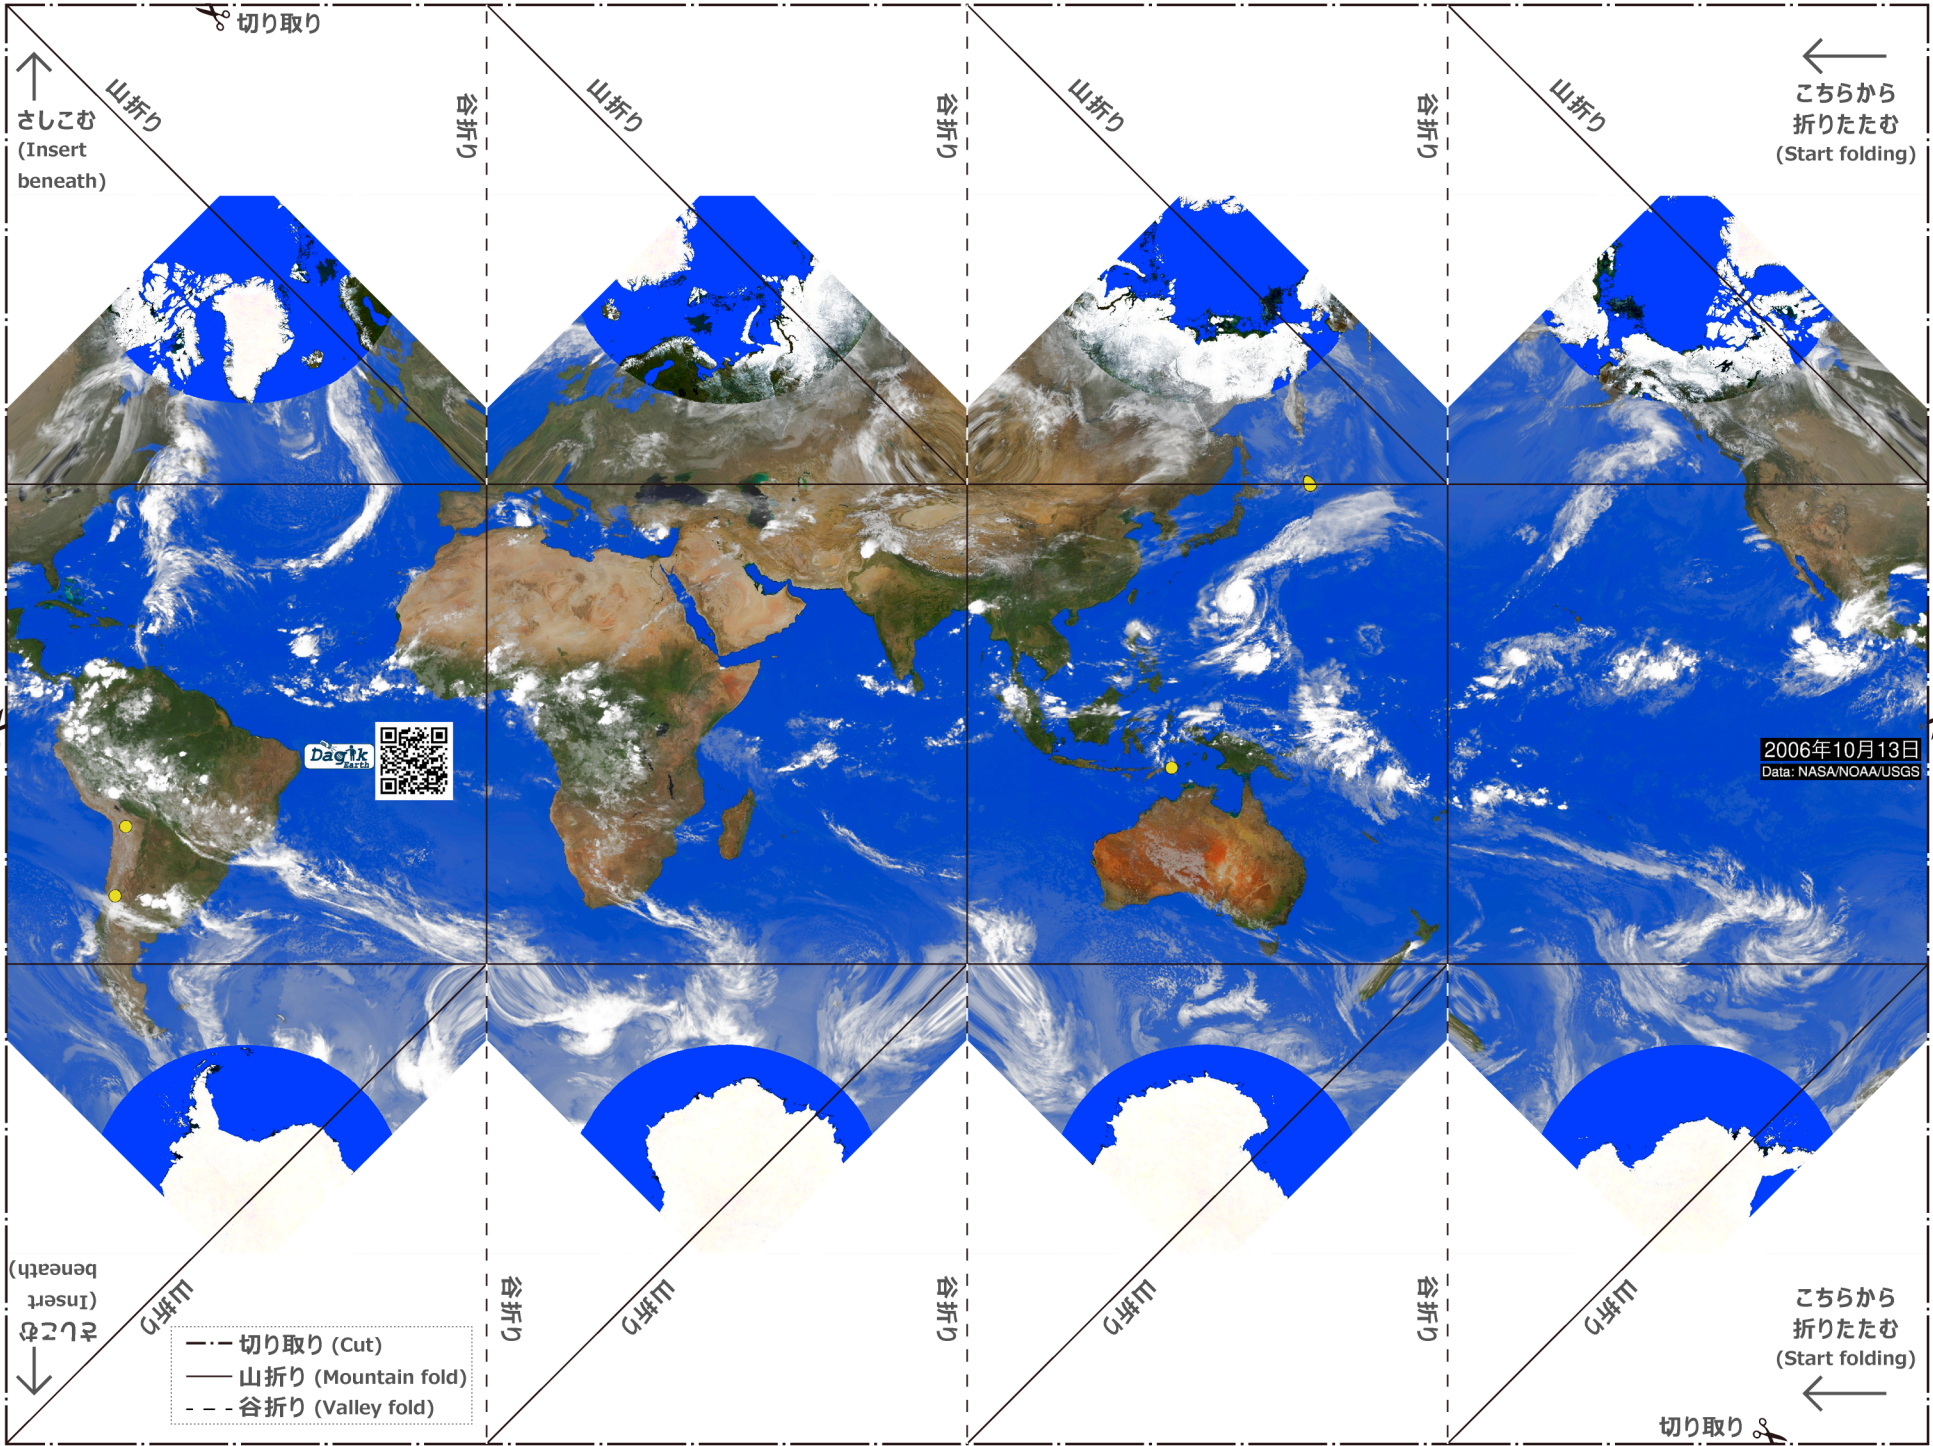 切り取り
山折り
谷折り
山折り
谷折り
山折り
谷折り
山折り
さしこむ
(Insert
beneath)
こちらから
折りたたむ
(Start folding)
Dagik
Earth
2006年10月13日
Data: NASA/NOAA/USGS
さしこむ
(Insert
beneath)
山折り
谷折り
山折り
谷折り
山折り
谷折り
山折り
こちらから
折りたたむ
(Start folding)
切り取り (Cut)
山折り (Mountain fold)
谷折り (Valley fold)
切り取り